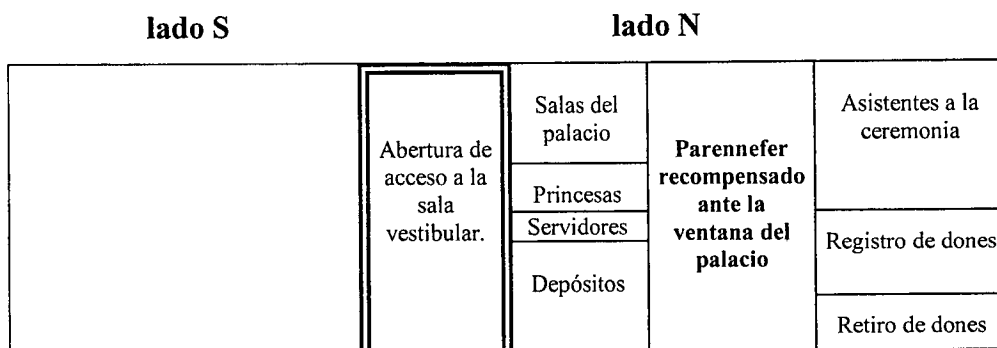 lado S
lado N
Abertura de
acceso a la
sala
vestibular.
Salas del
palacio
Princesas
Servidores
Depósitos
Parennefer
recompensado
ante la
ventana del
palacio
Asistentes a la
ceremonia
Registro de dones
Retiro de dones